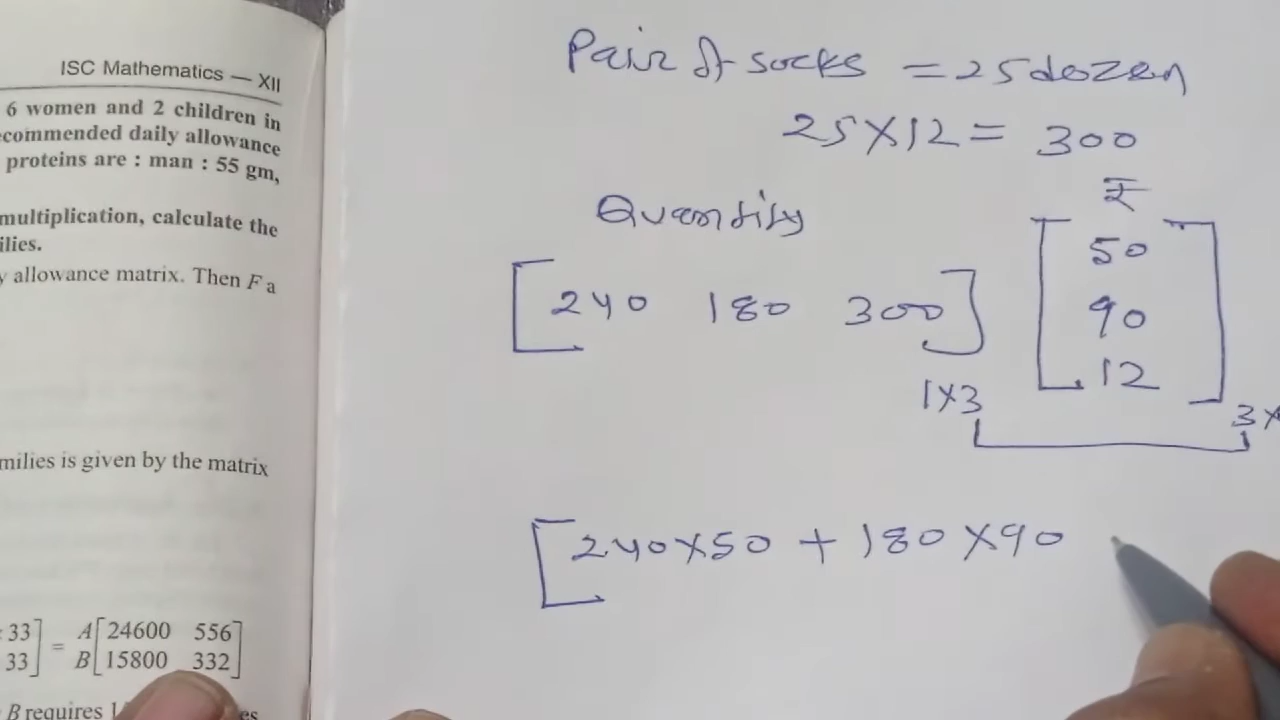 ISC Mathematics — XII
6 women and 2 children in
commended daily allowance
proteins are : man : 55 gm,
multiplication, calculate the
ilies.
y allowance matrix. Then F a
milies is given by the matrix
33] = A[24600 556]
33] B[15800 332]
B requires
Pair of socks = 25 dozen
25×12 = 300
Quantity ₹
[240 180 300] [50
90
12]
1×3 3×
[240×50 + 180×90